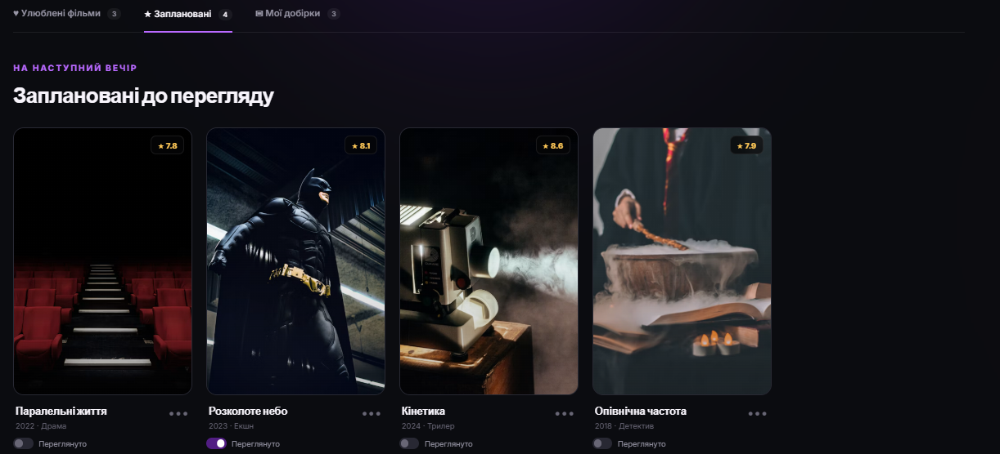 ♥ Улюблені фільми 3 ★ Заплановані 4 Мої добірки 3
НА НАСТУПНИЙ ВЕЧІР
Заплановані до перегляду
★ 7.8 ★ 8.1 ★ 8.6 ★ 7.9
Паралельні життя ••• Розколоте небо ••• Кінетика ••• Опівнічна частота •••
2022 · Драма 2023 · Екшн 2024 · Трилер 2018 · Детектив
Переглянуто Переглянуто Переглянуто Переглянуто